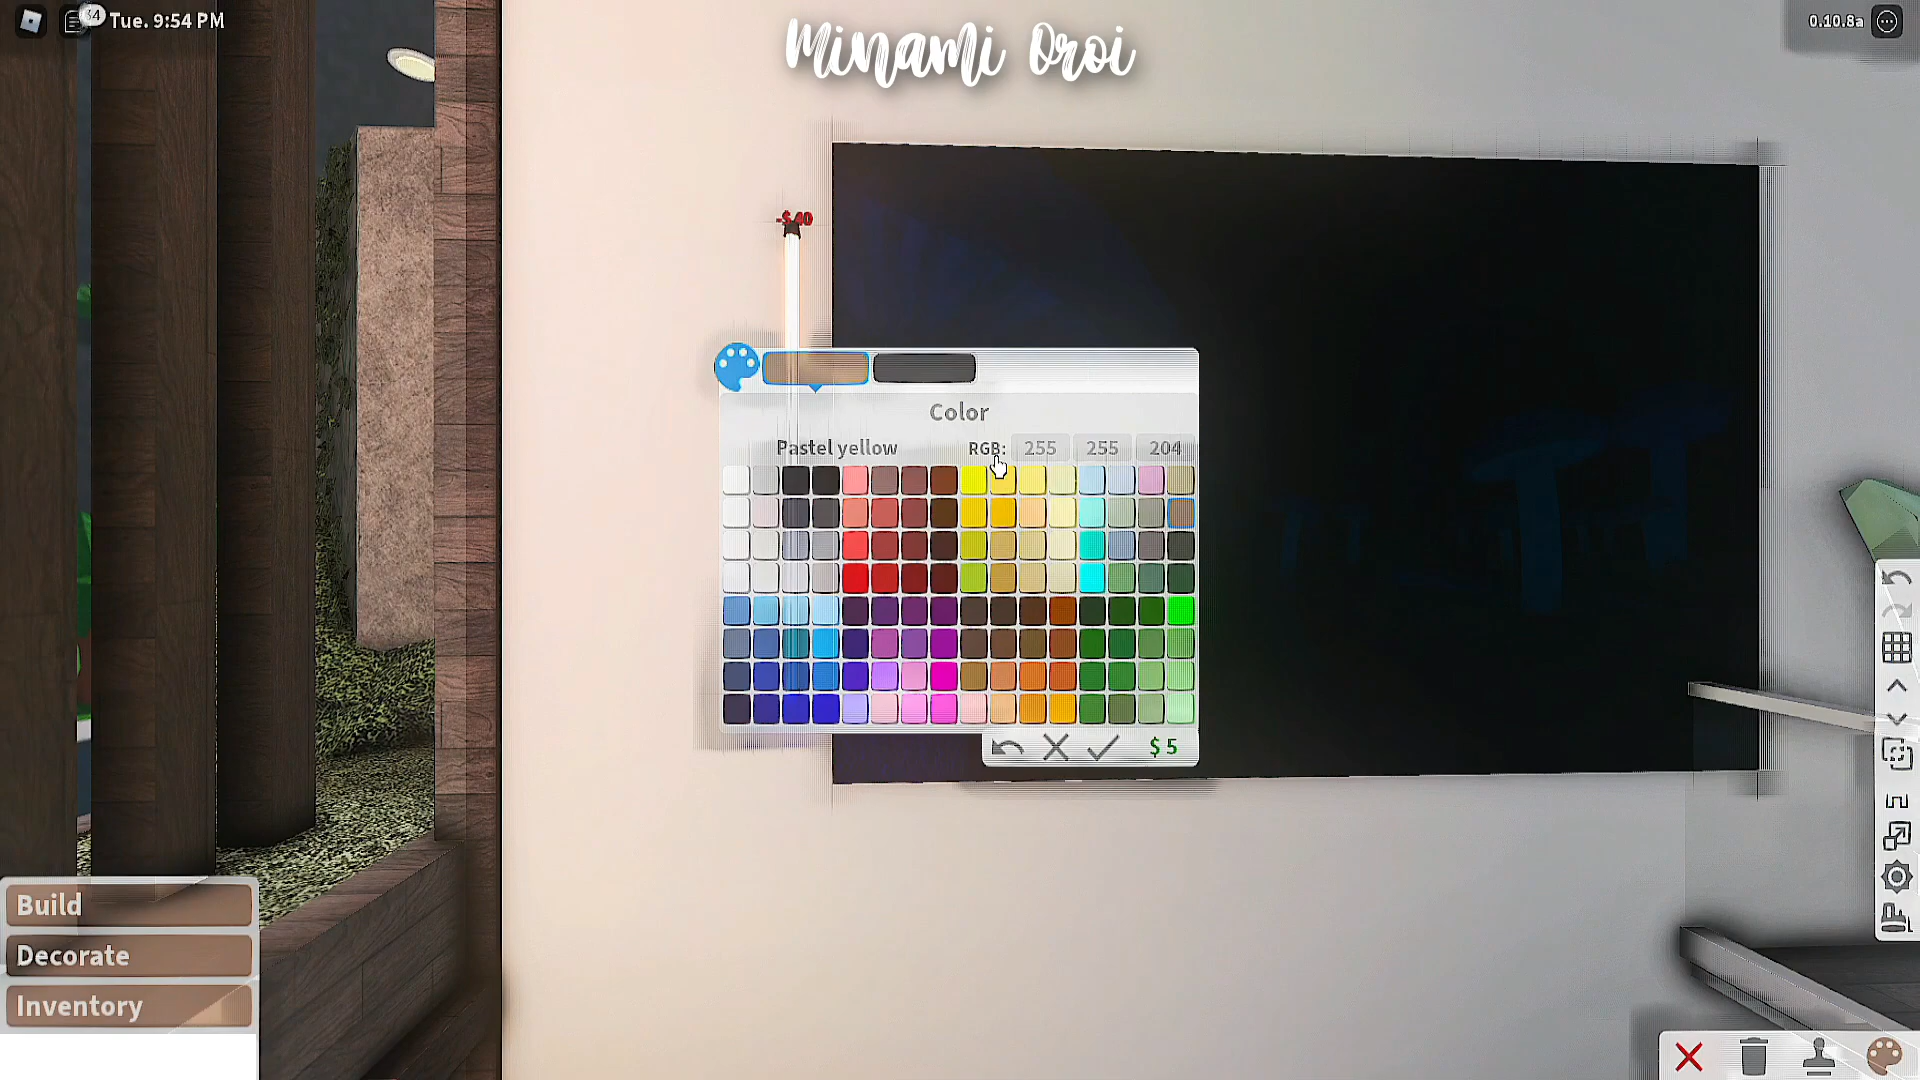 34
Tue. 9:54 PM
Minami Oroi
0.10.8a
-$40
Color
Pastel yellow
RGB: 255 255 204
$ 5
Build
Decorate
Inventory